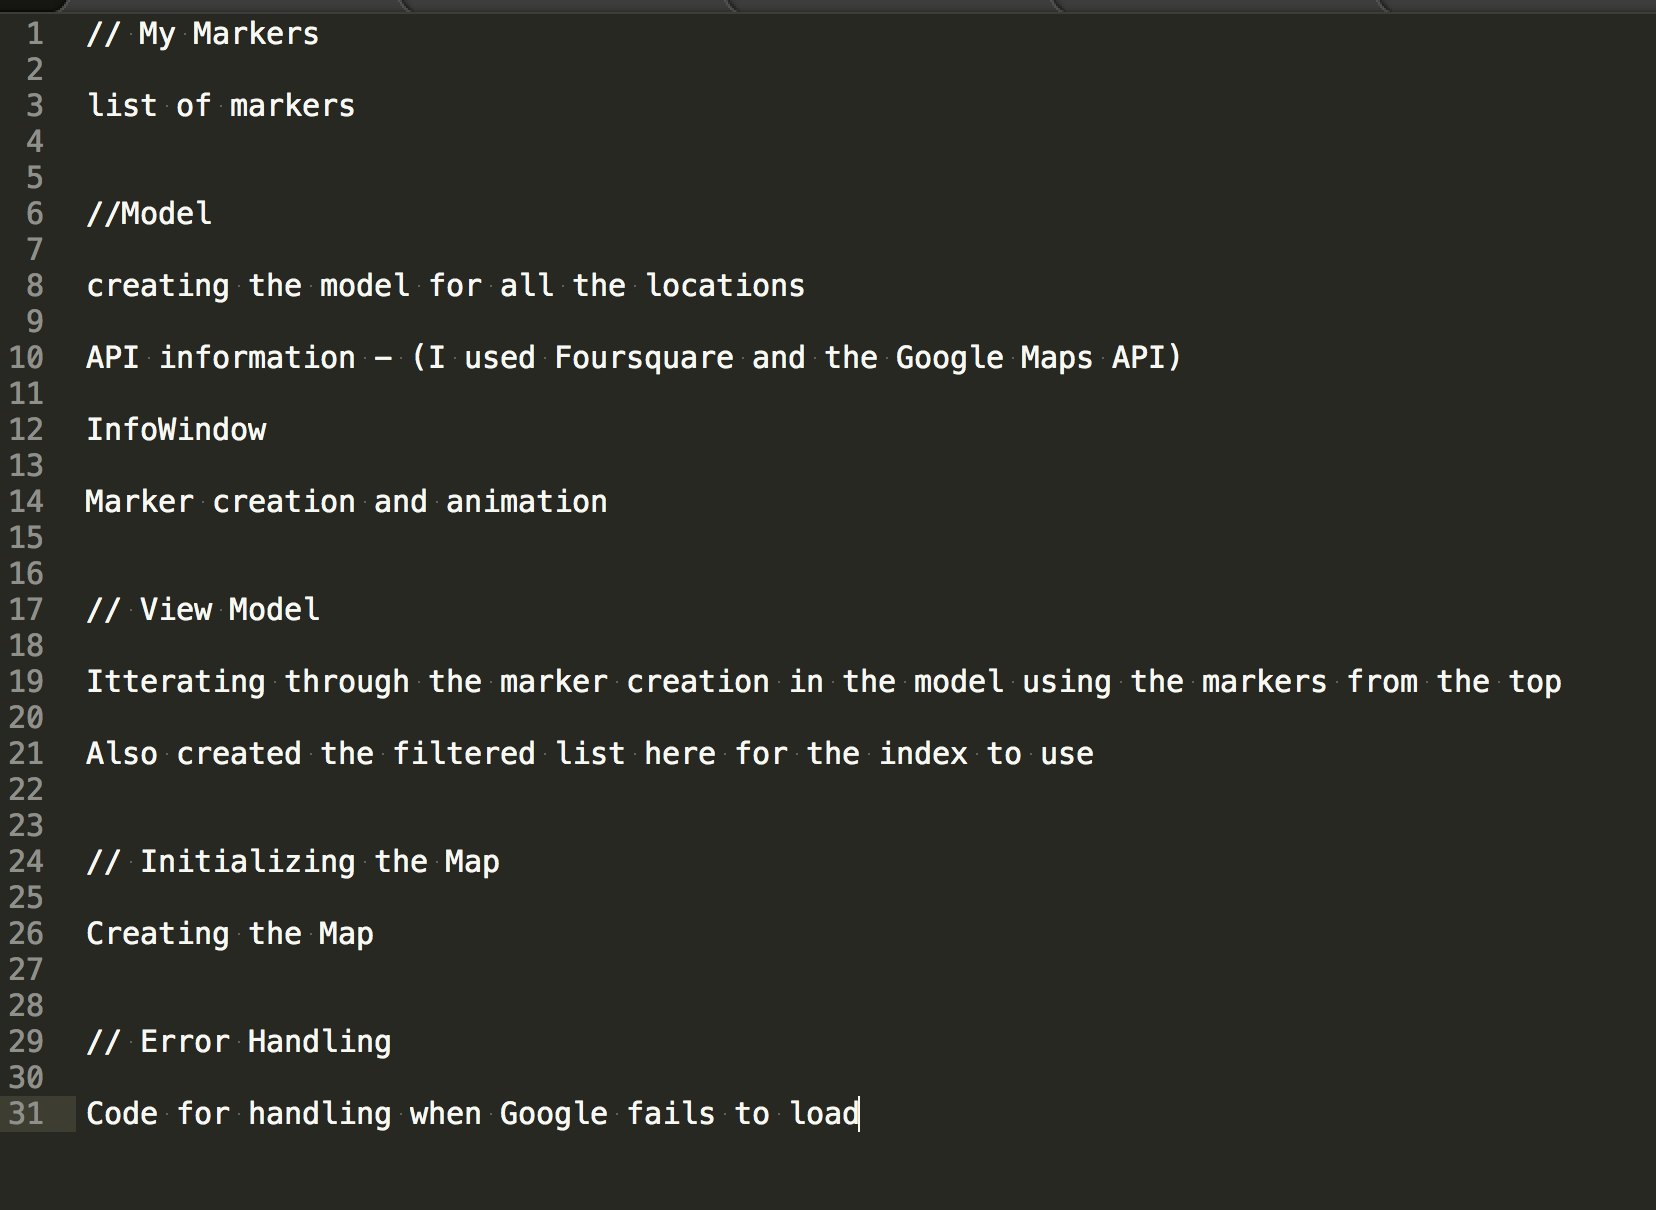 1 // My Markers
2
3 list of markers
4
5
6 //Model
7
8 creating the model for all the locations
9
10 API information – (I used Foursquare and the Google Maps API)
11
12 InfoWindow
13
14 Marker creation and animation
15
16
17 // View Model
18
19 Itterating through the marker creation in the model using the markers from the top
20
21 Also created the filtered list here for the index to use
22
23
24 // Initializing the Map
25
26 Creating the Map
27
28
29 // Error Handling
30
31 Code for handling when Google fails to load